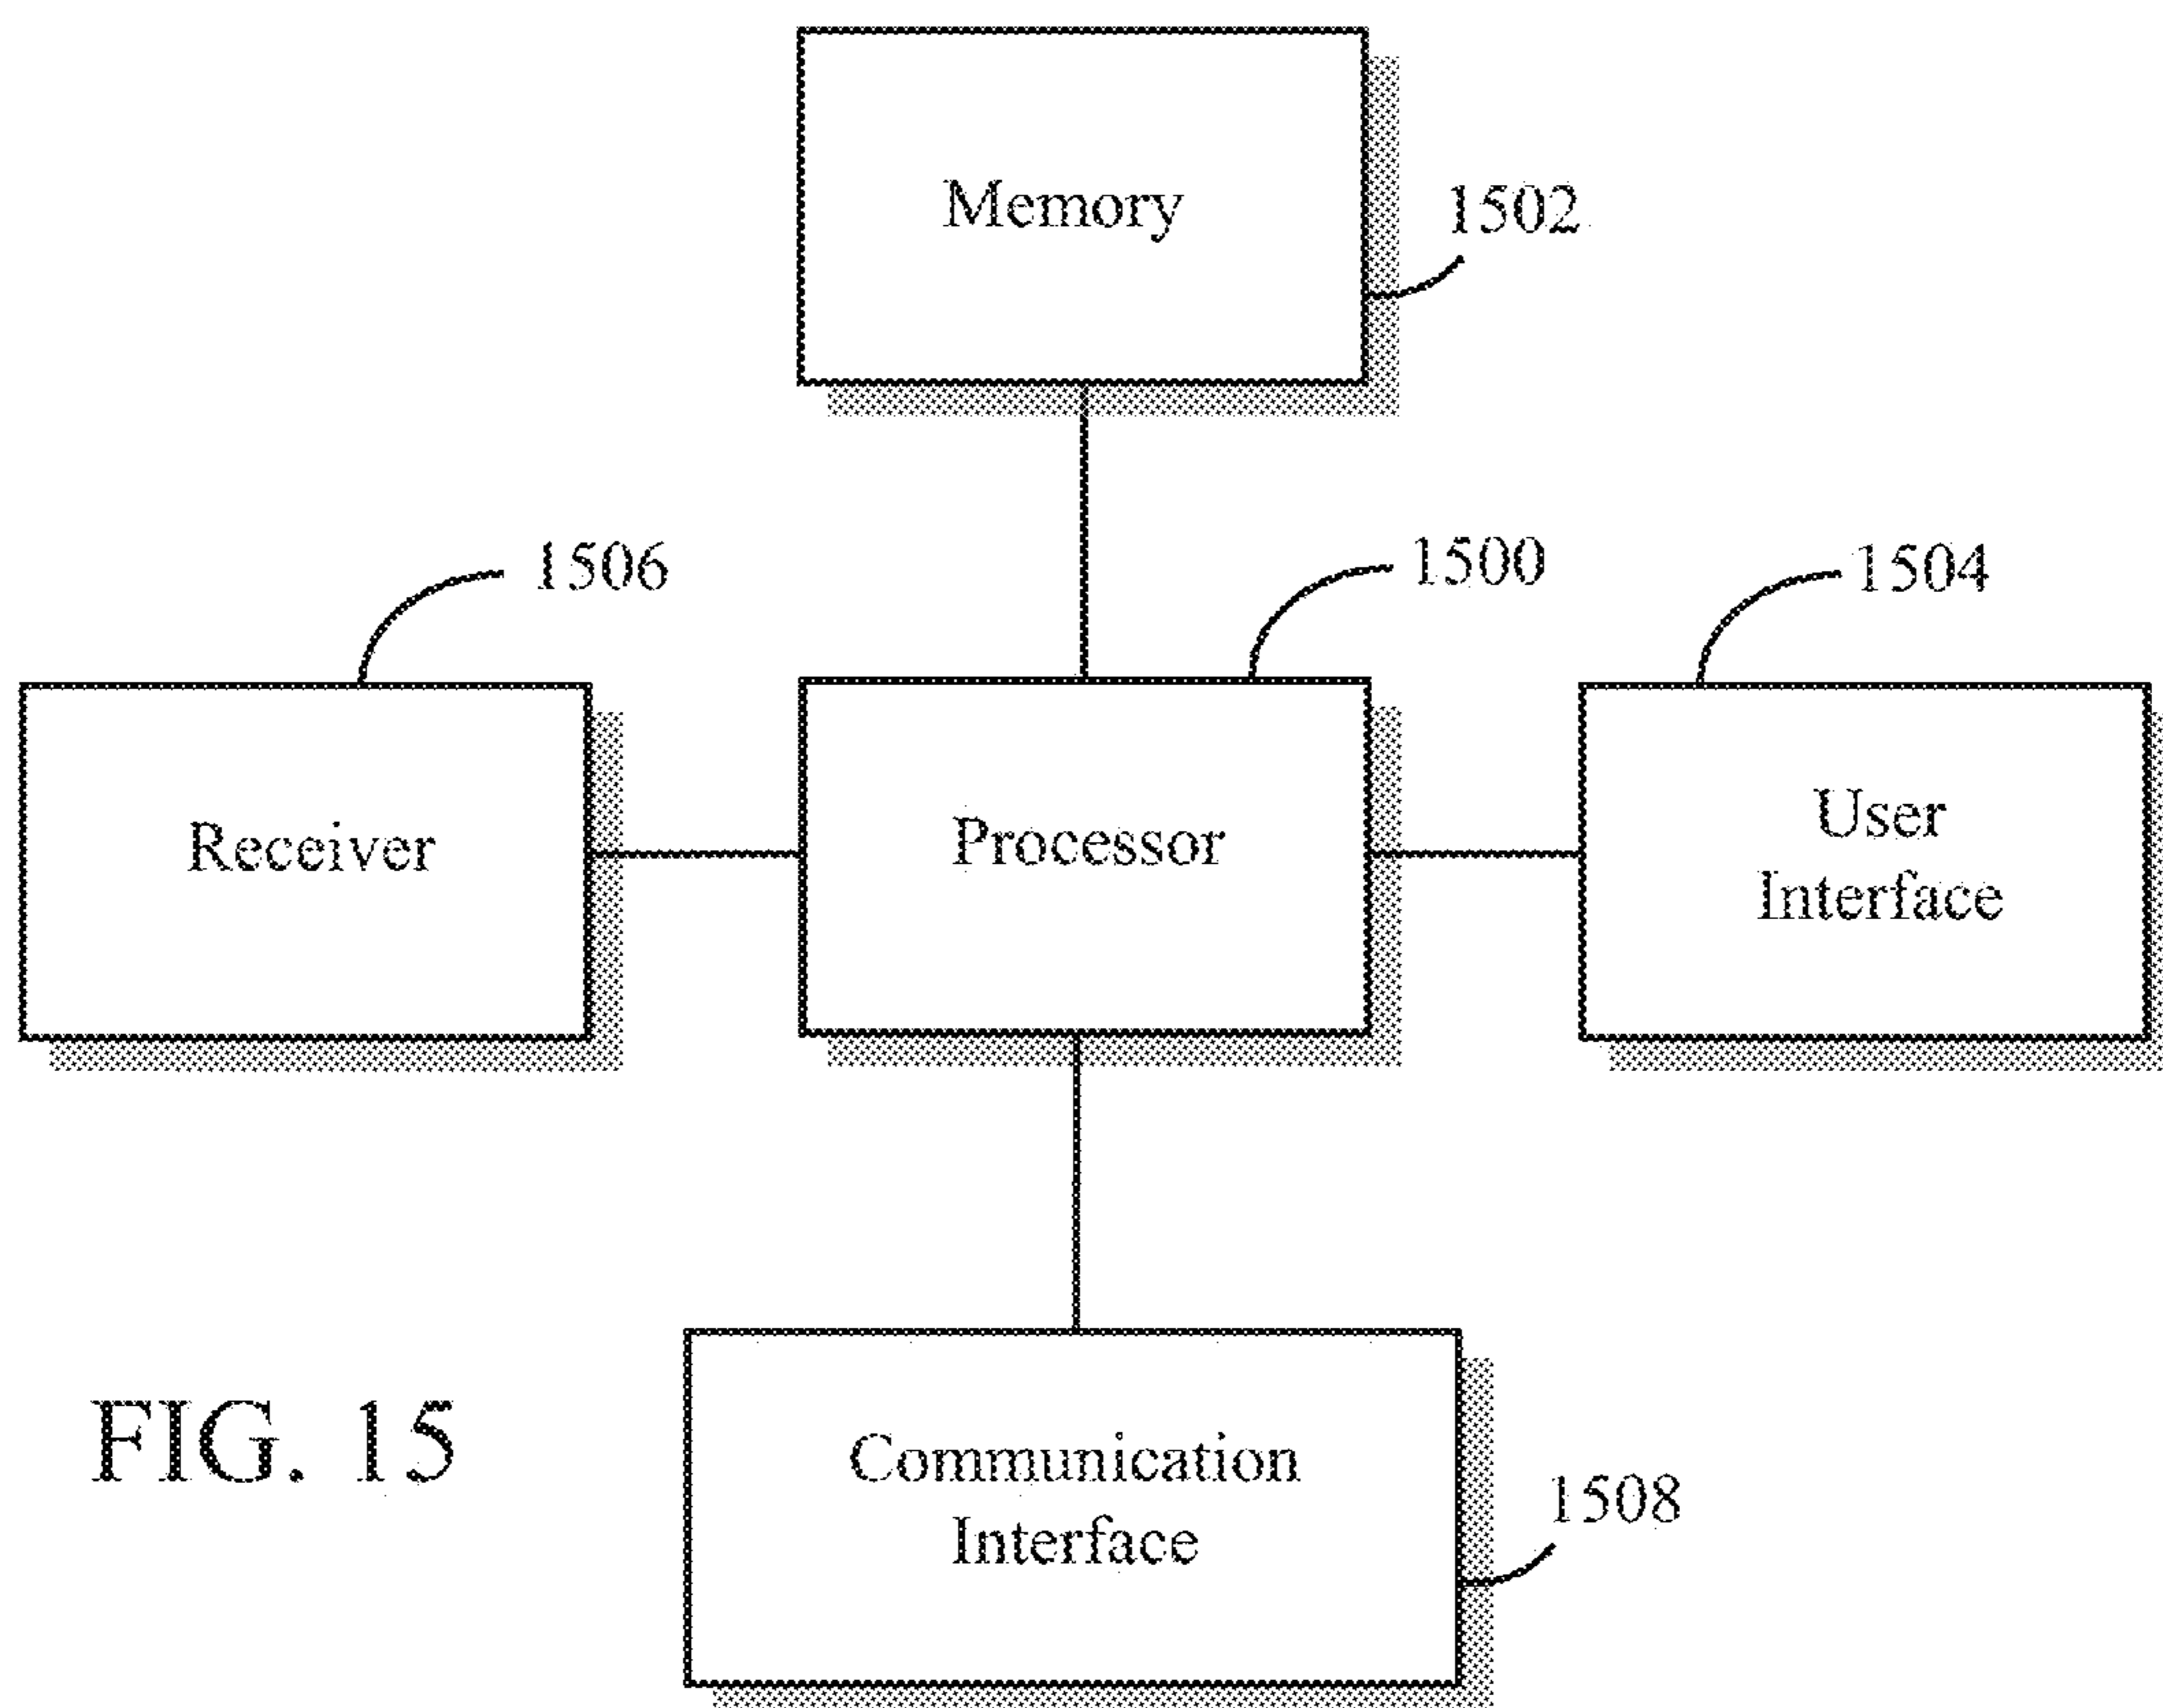 Memory
1502
1506
1500
1504
Receiver
Processor
User
Interface
FIG. 15
Communication
Interface
1508